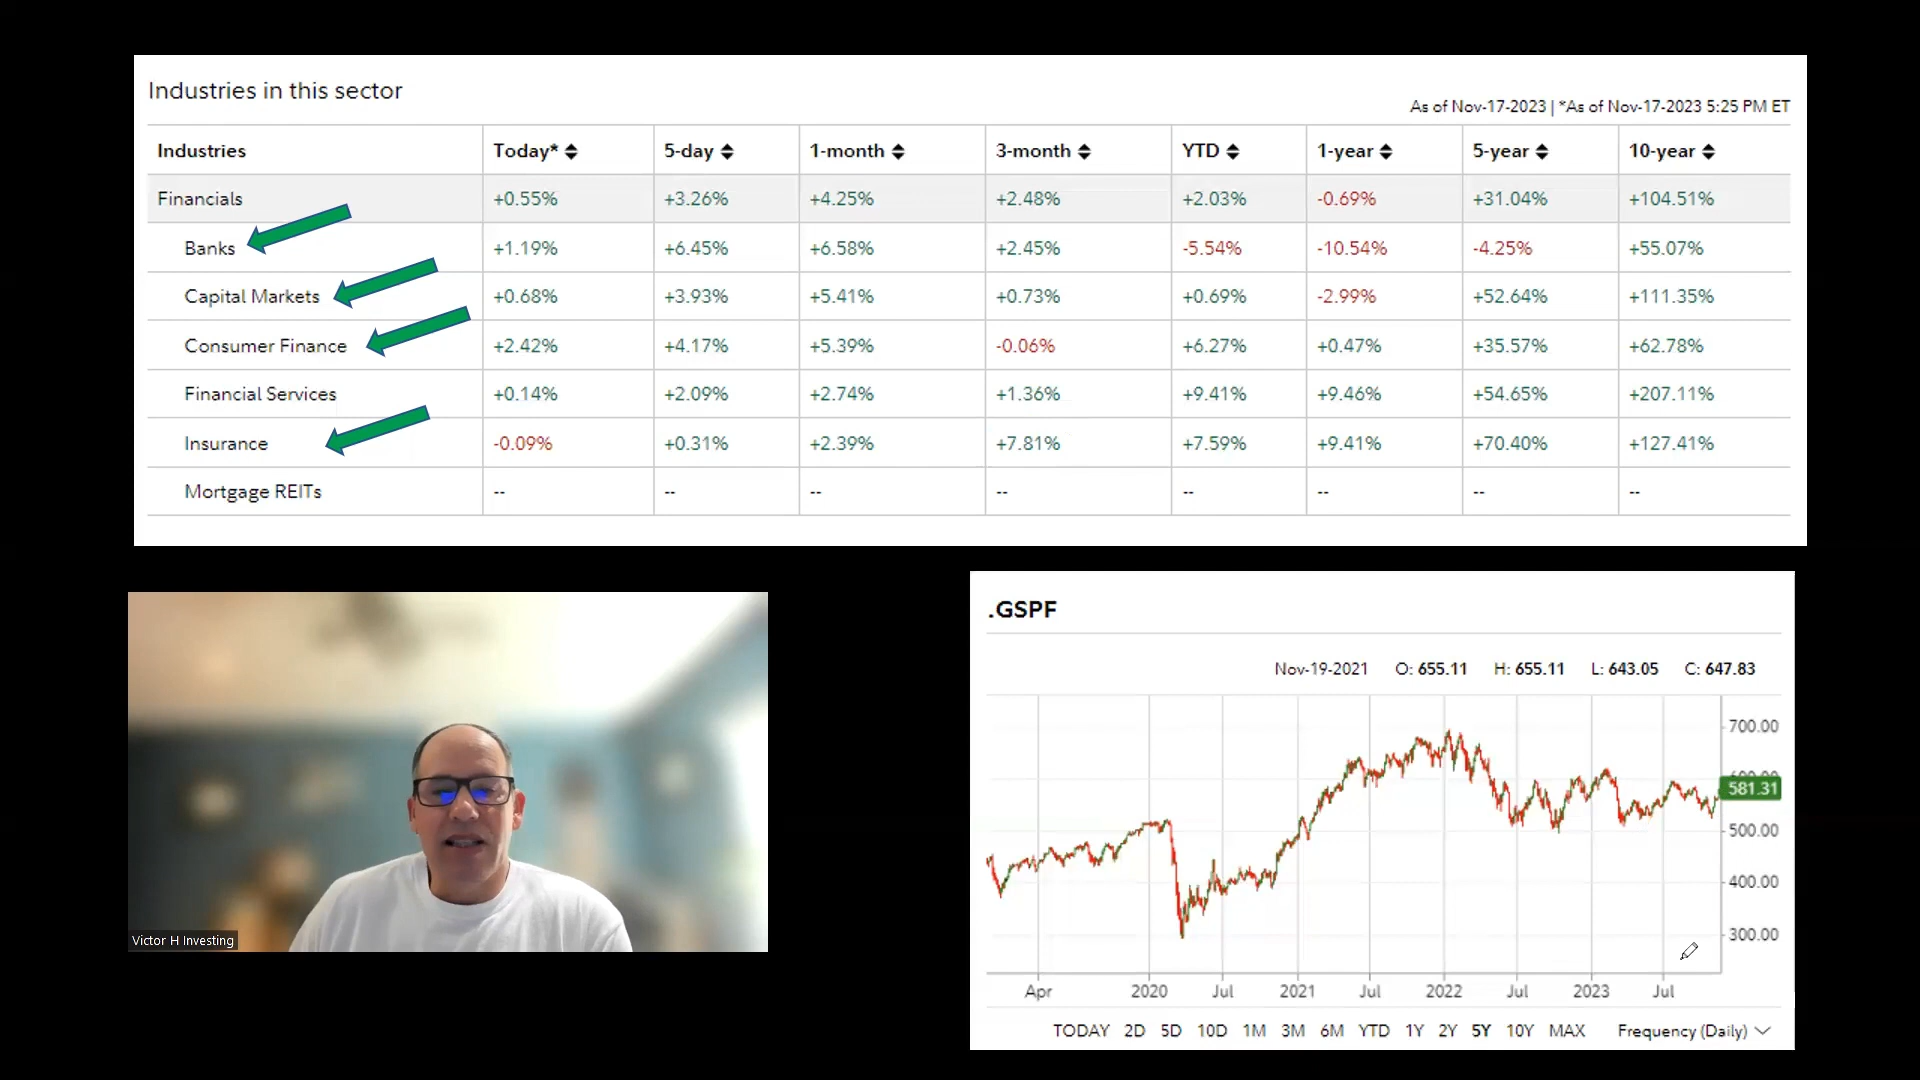 Industries in this sector
As of Nov-17-2023 | *As of Nov-17-2023 5:25 PM ET
Industries Today* 5-day 1-month 3-month YTD 1-year 5-year 10-year
Financials +0.55% +3.26% +4.25% +2.48% +2.03% -0.69% +31.04% +104.51%
Banks +1.19% +6.45% +6.58% +2.45% -5.54% -10.54% -4.25% +55.07%
Capital Markets +0.68% +3.93% +5.41% +0.73% +0.69% -2.99% +52.64% +111.35%
Consumer Finance +2.42% +4.17% +5.39% -0.06% +6.27% +0.47% +35.57% +62.78%
Financial Services +0.14% +2.09% +2.74% +1.36% +9.41% +9.46% +54.65% +207.11%
Insurance -0.09% +0.31% +2.39% +7.81% +7.59% +9.41% +70.40% +127.41%
Mortgage REITs -- -- -- -- -- -- -- --
Victor H Investing
.GSPF
Nov-19-2021 O: 655.11 H: 655.11 L: 643.05 C: 647.83
700.00
600.00
581.31
500.00
400.00
300.00
Apr 2020 Jul 2021 Jul 2022 Jul 2023 Jul
TODAY 2D 5D 10D 1M 3M 6M YTD 1Y 2Y 5Y 10Y MAX Frequency (Daily)